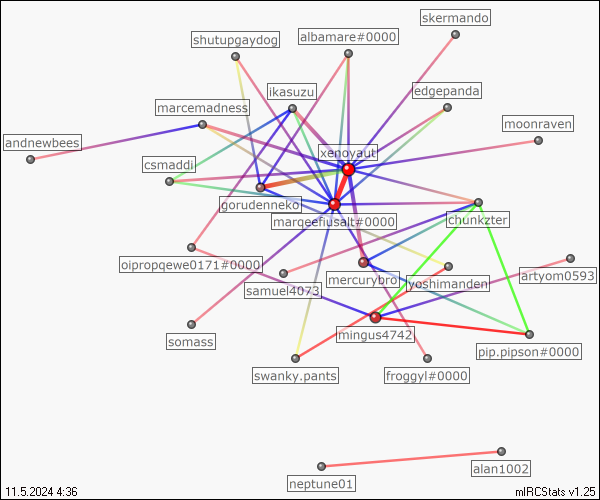 skermando
shutupgaydog
albamare#0000
ikasuzu
edgepanda
marcemadness
moonraven
andnewbees
xenoyaut
csmaddi
gorudenneko
margeefiusalt#0000
chunkzter
oipropqewe0171#0000
mercurybro
yoshimanden
artyom0593
samuel4073
somass
mingus4742
pip.pipson#0000
swanky.pants
froggyl#0000
alan1002
neptune01
11.5.2024 4:36
mIRCStats v1.25